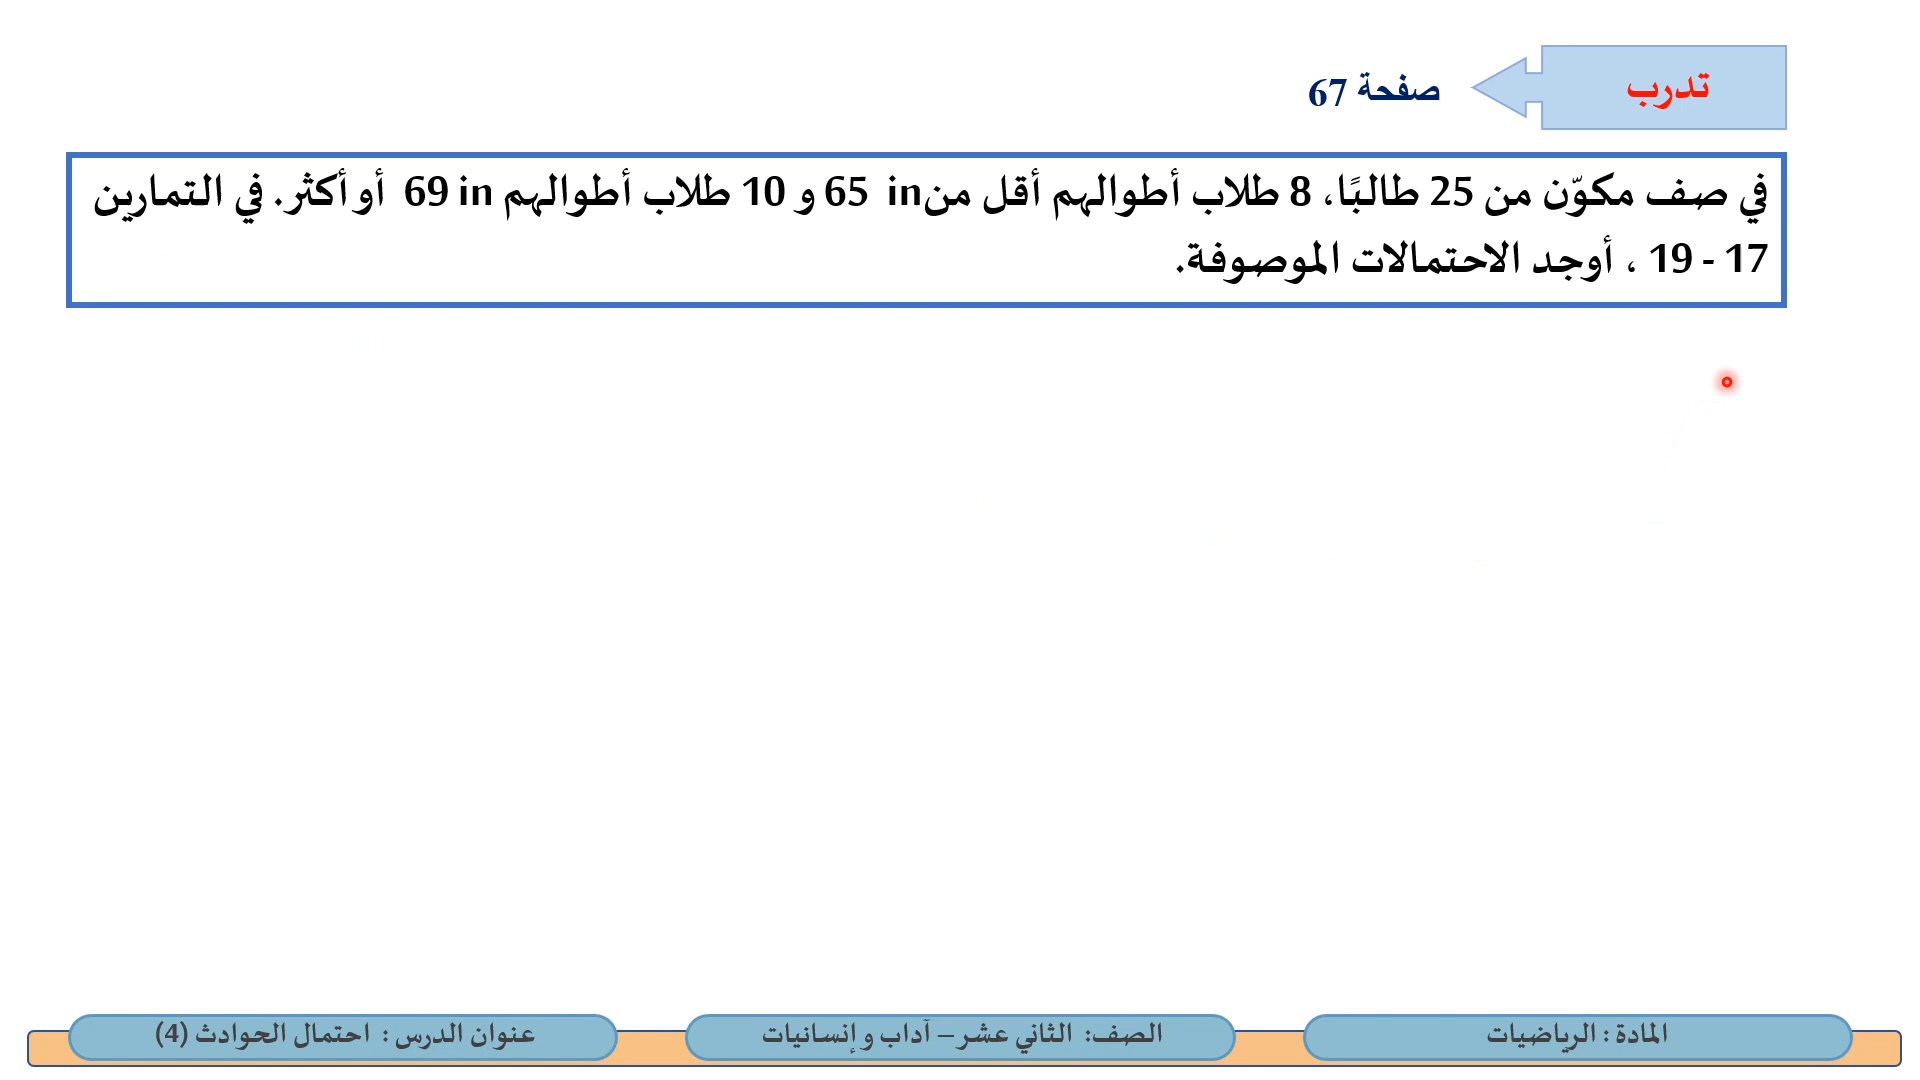 تدرب
صفحة 67
في صف مكوّن من 25 طالبًا، 8 طلاب أطوالهم أقل من 65 in و 10 طلاب أطوالهم 69 in أو أكثر. في التمارين
17 - 19 ، أوجد الاحتمالات الموصوفة.
المادة : الرياضيات
الصف: الثاني عشر – آداب و إنسانيات
عنوان الدرس : احتمال الحوادث (4)